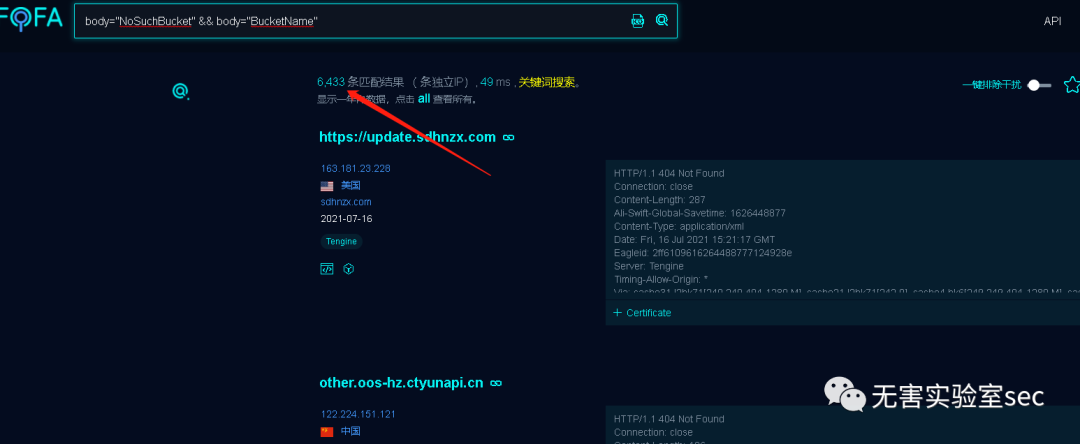 FOFA
body="NoSuchBucket" && body="BucketName"
API
6,433 条匹配结果 ( 条独立IP) , 49 ms , 关键词搜索。
显示一年内数据，点击 all 查看所有。
一键排除干扰
https://update.sdhnzx.com
163.181.23.228
美国
sdhnzx.com
2021-07-16
Tengine
HTTP/1.1 404 Not Found
Connection: close
Content-Length: 287
Ali-Swift-Global-Savetime: 1626448877
Content-Type: application/xml
Date: Fri, 16 Jul 2021 15:21:17 GMT
Eagleid: 2ff6109616264488777124928e
Server: Tengine
Timing-Allow-Origin: *
+ Certificate
other.oos-hz.ctyunapi.cn
122.224.151.121
中国
HTTP/1.1 404 Not Found
Connection: close
无害实验室sec